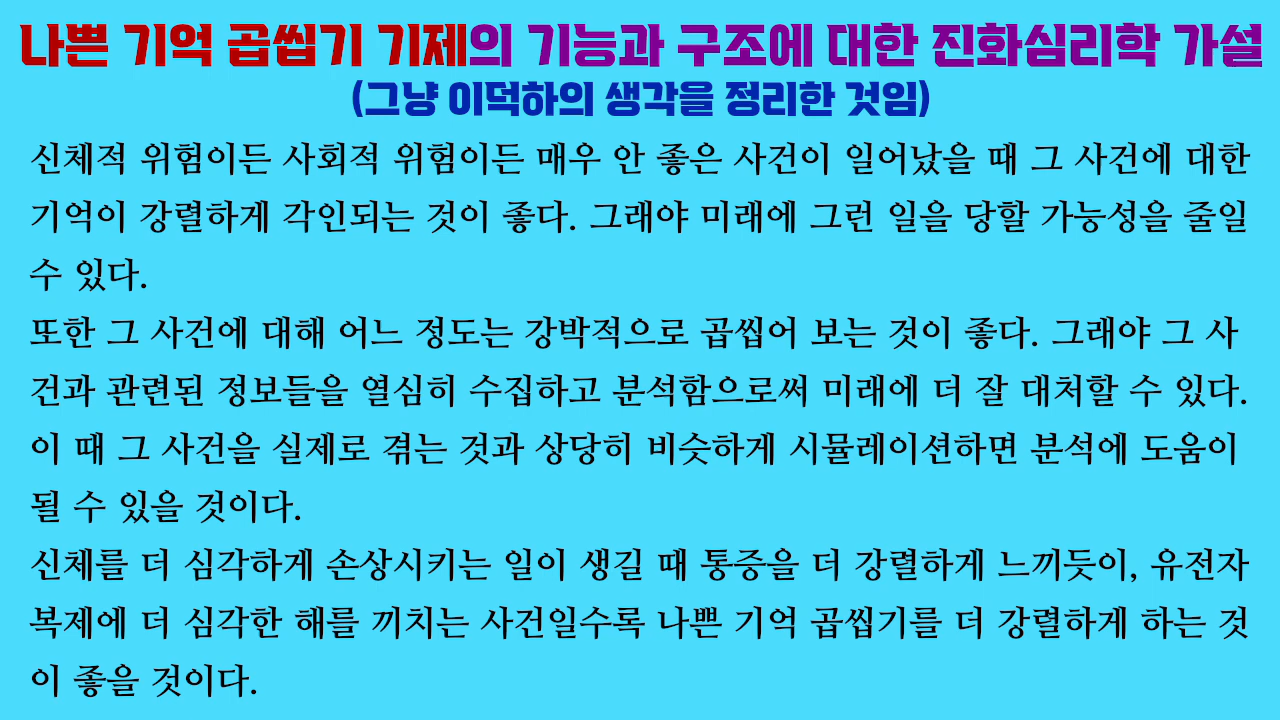 나쁜 기억 곱씹기 기제의 기능과 구조에 대한 진화심리학 가설
(그냥 이덕하의 생각을 정리한 것임)
신체적 위험이든 사회적 위험이든 매우 안 좋은 사건이 일어났을 때 그 사건에 대한
기억이 강렬하게 각인되는 것이 좋다. 그래야 미래에 그런 일을 당할 가능성을 줄일
수 있다.
또한 그 사건에 대해 어느 정도는 강박적으로 곱씹어 보는 것이 좋다. 그래야 그 사
건과 관련된 정보들을 열심히 수집하고 분석함으로써 미래에 더 잘 대처할 수 있다.
이 때 그 사건을 실제로 겪는 것과 상당히 비슷하게 시뮬레이션하면 분석에 도움이
될 수 있을 것이다.
신체를 더 심각하게 손상시키는 일이 생길 때 통증을 더 강렬하게 느끼듯이, 유전자
복제에 더 심각한 해를 끼치는 사건일수록 나쁜 기억 곱씹기를 더 강렬하게 하는 것
이 좋을 것이다.